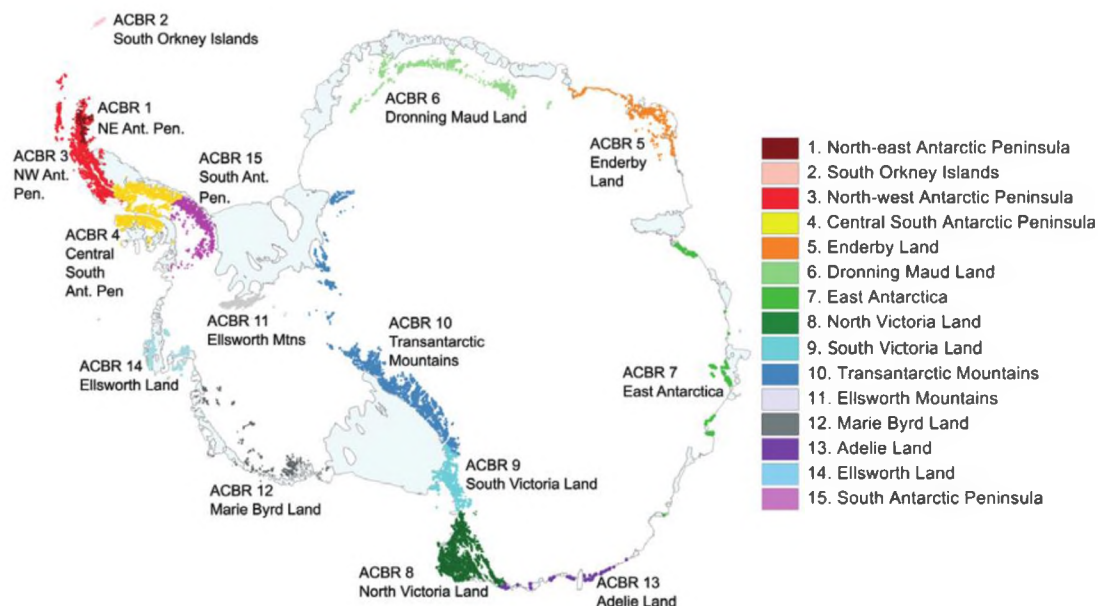 ACBR 2
South Orkney Islands
ACBR 1
NE Ant. Pen.
ACBR 3
NW Ant.
Pen.
ACBR 15
South Ant.
Pen.
ACBR 6
Dronning Maud Land
ACBR 5
Enderby
Land
ACBR 4
Central
South
Ant. Pen
ACBR 11
Ellsworth Mtns
ACBR 10
Transantarctic
Mountains
ACBR 14
Ellsworth Land
ACBR 7
East Antarctica
ACBR 12
Marie Byrd Land
ACBR 9
South Victoria Land
ACBR 8
North Victoria Land
ACBR 13
Adelie Land
1. North-east Antarctic Peninsula
2. South Orkney Islands
3. North-west Antarctic Peninsula
4. Central South Antarctic Peninsula
5. Enderby Land
6. Dronning Maud Land
7. East Antarctica
8. North Victoria Land
9. South Victoria Land
10. Transantarctic Mountains
11. Ellsworth Mountains
12. Marie Byrd Land
13. Adelie Land
14. Ellsworth Land
15. South Antarctic Peninsula